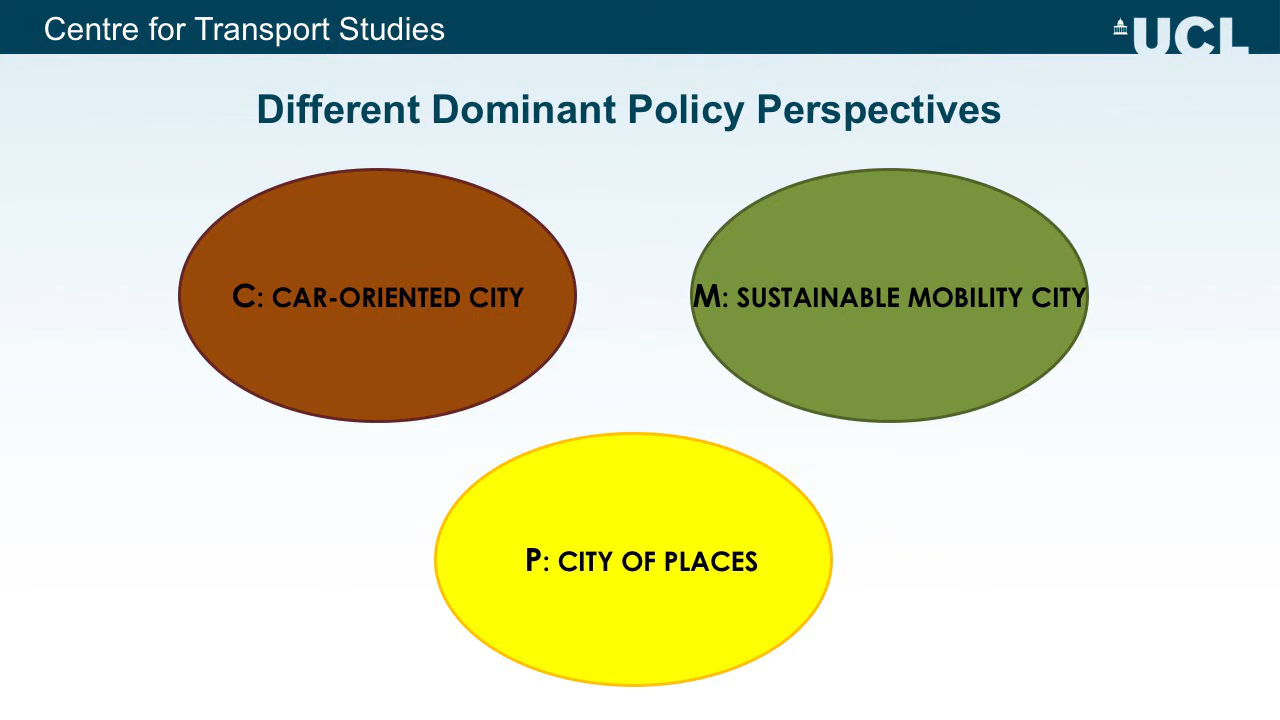 Centre for Transport Studies
UCL
Different Dominant Policy Perspectives
C: CAR-ORIENTED CITY
M: SUSTAINABLE MOBILITY CITY
P: CITY OF PLACES